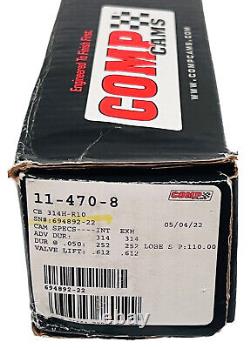 Engineered To Finish First.
COMP
CAMS
WWW.COMPCAMS.COM
11-470-8
COMP
CAMS
CB 314H-R10
SN#:694892-22
05/04/22
CAM SPECS----INT EXH
ADV DUR: 314 314
DUR @ .050: 252 252 LOBE S P:110.00
VALVE LIFT: .612 .612
694892-22
ebay